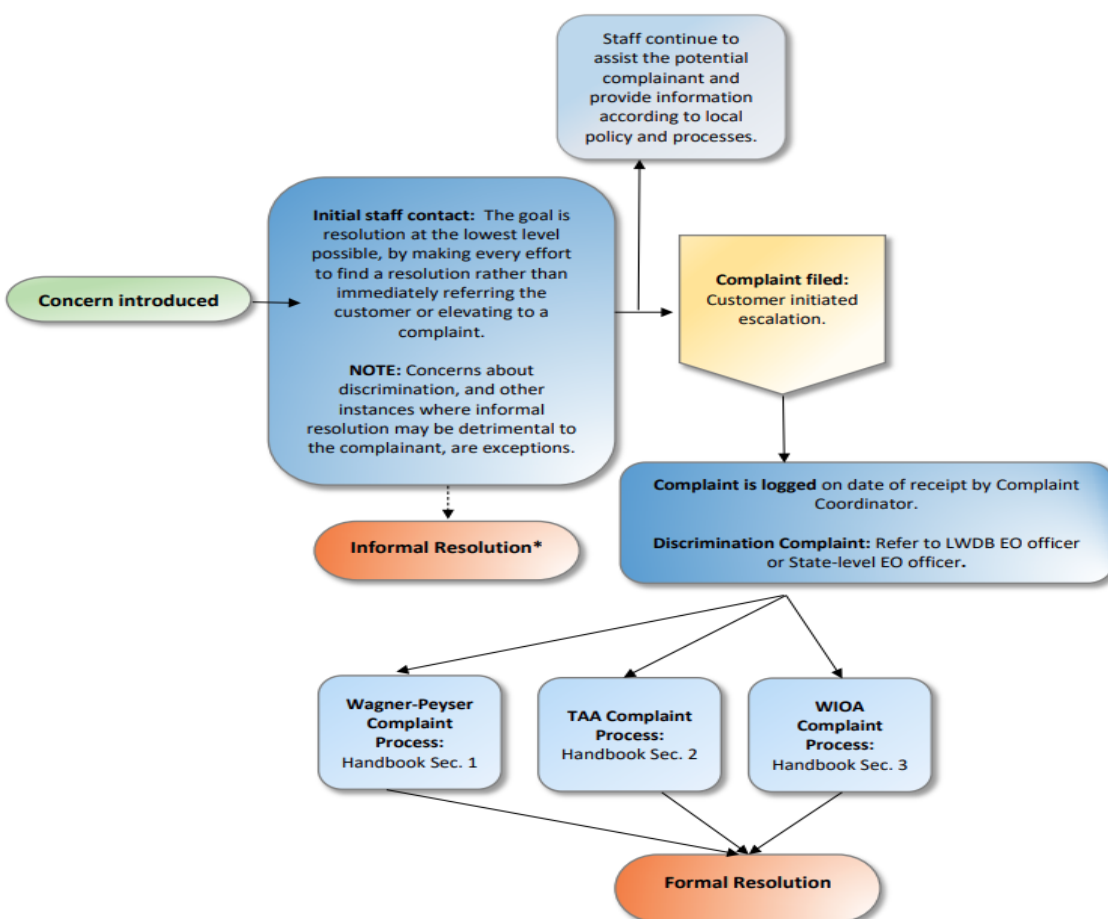 Staff continue to
assist the potential
complainant and
provide information
according to local
policy and processes.
Concern introduced
Initial staff contact: The goal is
resolution at the lowest level
possible, by making every effort
to find a resolution rather than
immediately referring the
customer or elevating to a
complaint.
NOTE: Concerns about
discrimination, and other
instances where informal
resolution may be detrimental to
the complainant, are exceptions.
Complaint filed:
Customer initiated
escalation.
Informal Resolution*
Complaint is logged on date of receipt by Complaint
Coordinator.
Discrimination Complaint: Refer to LWDB EO officer
or State-level EO officer.
Wagner-Peyser
Complaint
Process:
Handbook Sec. 1
TAA Complaint
Process:
Handbook Sec. 2
WIOA
Complaint
Process:
Handbook Sec. 3
Formal Resolution